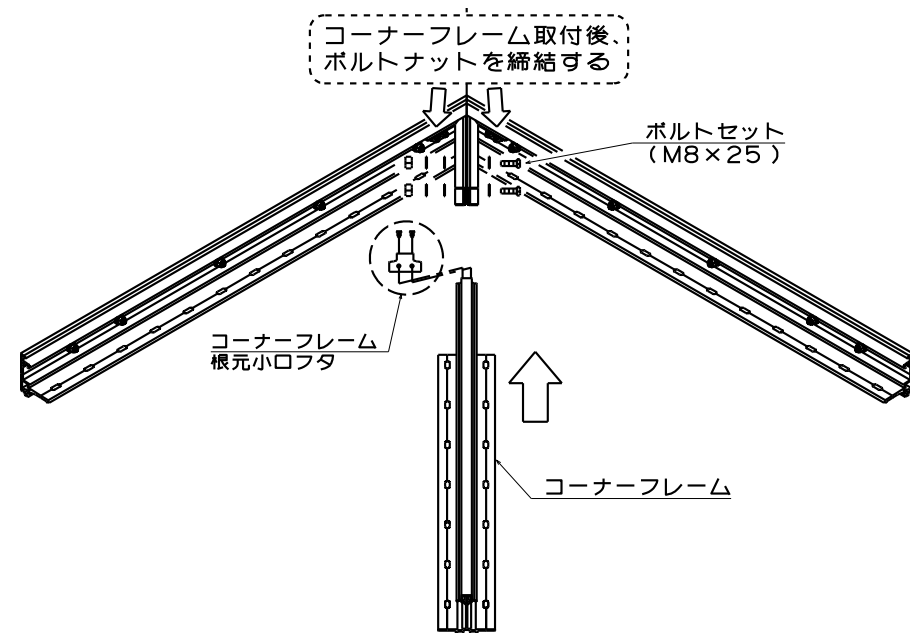 コーナーフレーム取付後、
ボルトナットを締結する
ボルトセット
(M8×25)
コーナーフレーム
根元小口フタ
コーナーフレーム